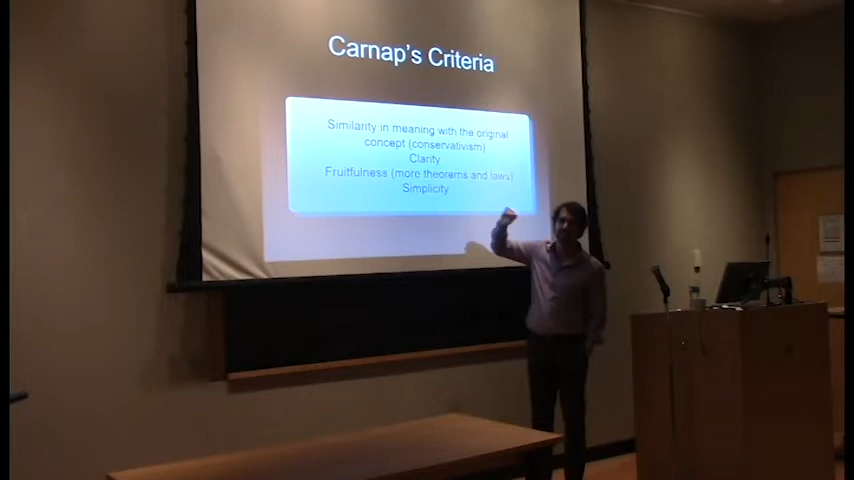 Carnap's Criteria
Similarity in meaning with the original
concept (conservativism)
Clarity
Fruitfulness (more theorems and laws)
Simplicity